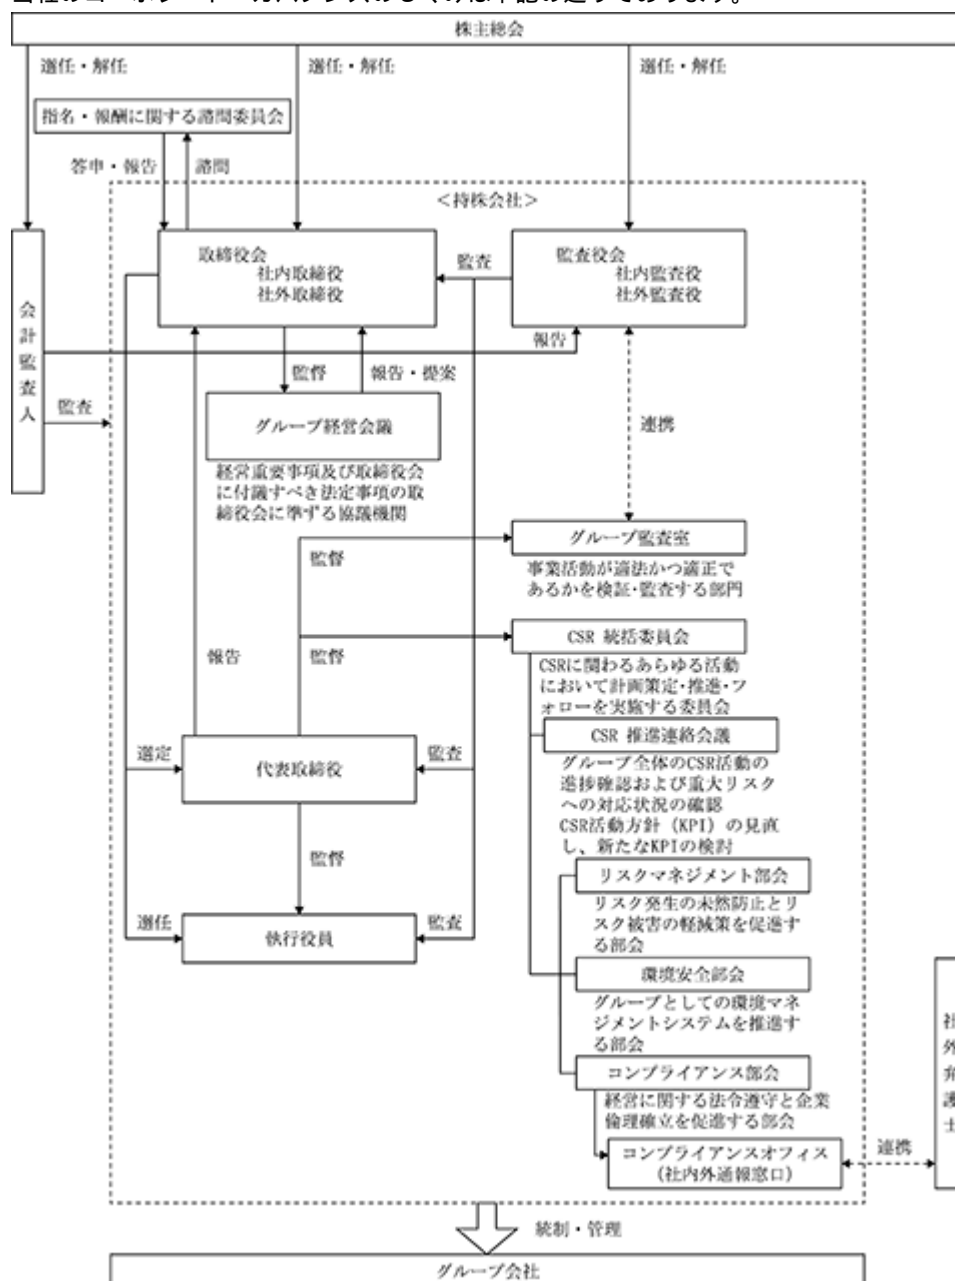 株主総会
選任・解任
選任・解任
選任・解任
指名・報酬に関する諮問委員会
答申・報告
諮問
＜持株会社＞
取締役会
社内取締役
社外取締役
監査
監査役会
社内監査役
社外監査役
会計監査人
報告
監査
監督
報告・提案
グループ経営会議
経営重要事項及び取締役会
に付議すべき法定事項の取
締役会に準ずる協議機関
連携
監督
グループ監査室
事業活動が適法かつ適正で
あるかを検証・監査する部門
報告
監督
CSR 統括委員会
CSRに関わるあらゆる活動
において計画策定・推進・フ
ォローを実施する委員会
CSR 推進連絡会議
グループ全体のCSR活動の
進捗確認および重大リスク
への対応状況の確認
CSR活動方針（KPI）の見直
し、新たなKPIの検討
選定
代表取締役
監査
監督
選任
執行役員
監査
リスクマネジメント部会
リスク発生の未然防止とリ
スク被害の軽減策を促進す
る部会
環境安全部会
グループとしての環境マネ
ジメントシステムを推進す
る部会
コンプライアンス部会
経営に関する法令遵守と企業
倫理確立を促進する部会
コンプライアンスオフィス
（社内外通報窓口）
連携
社外弁護士
統制・管理
グループ会社